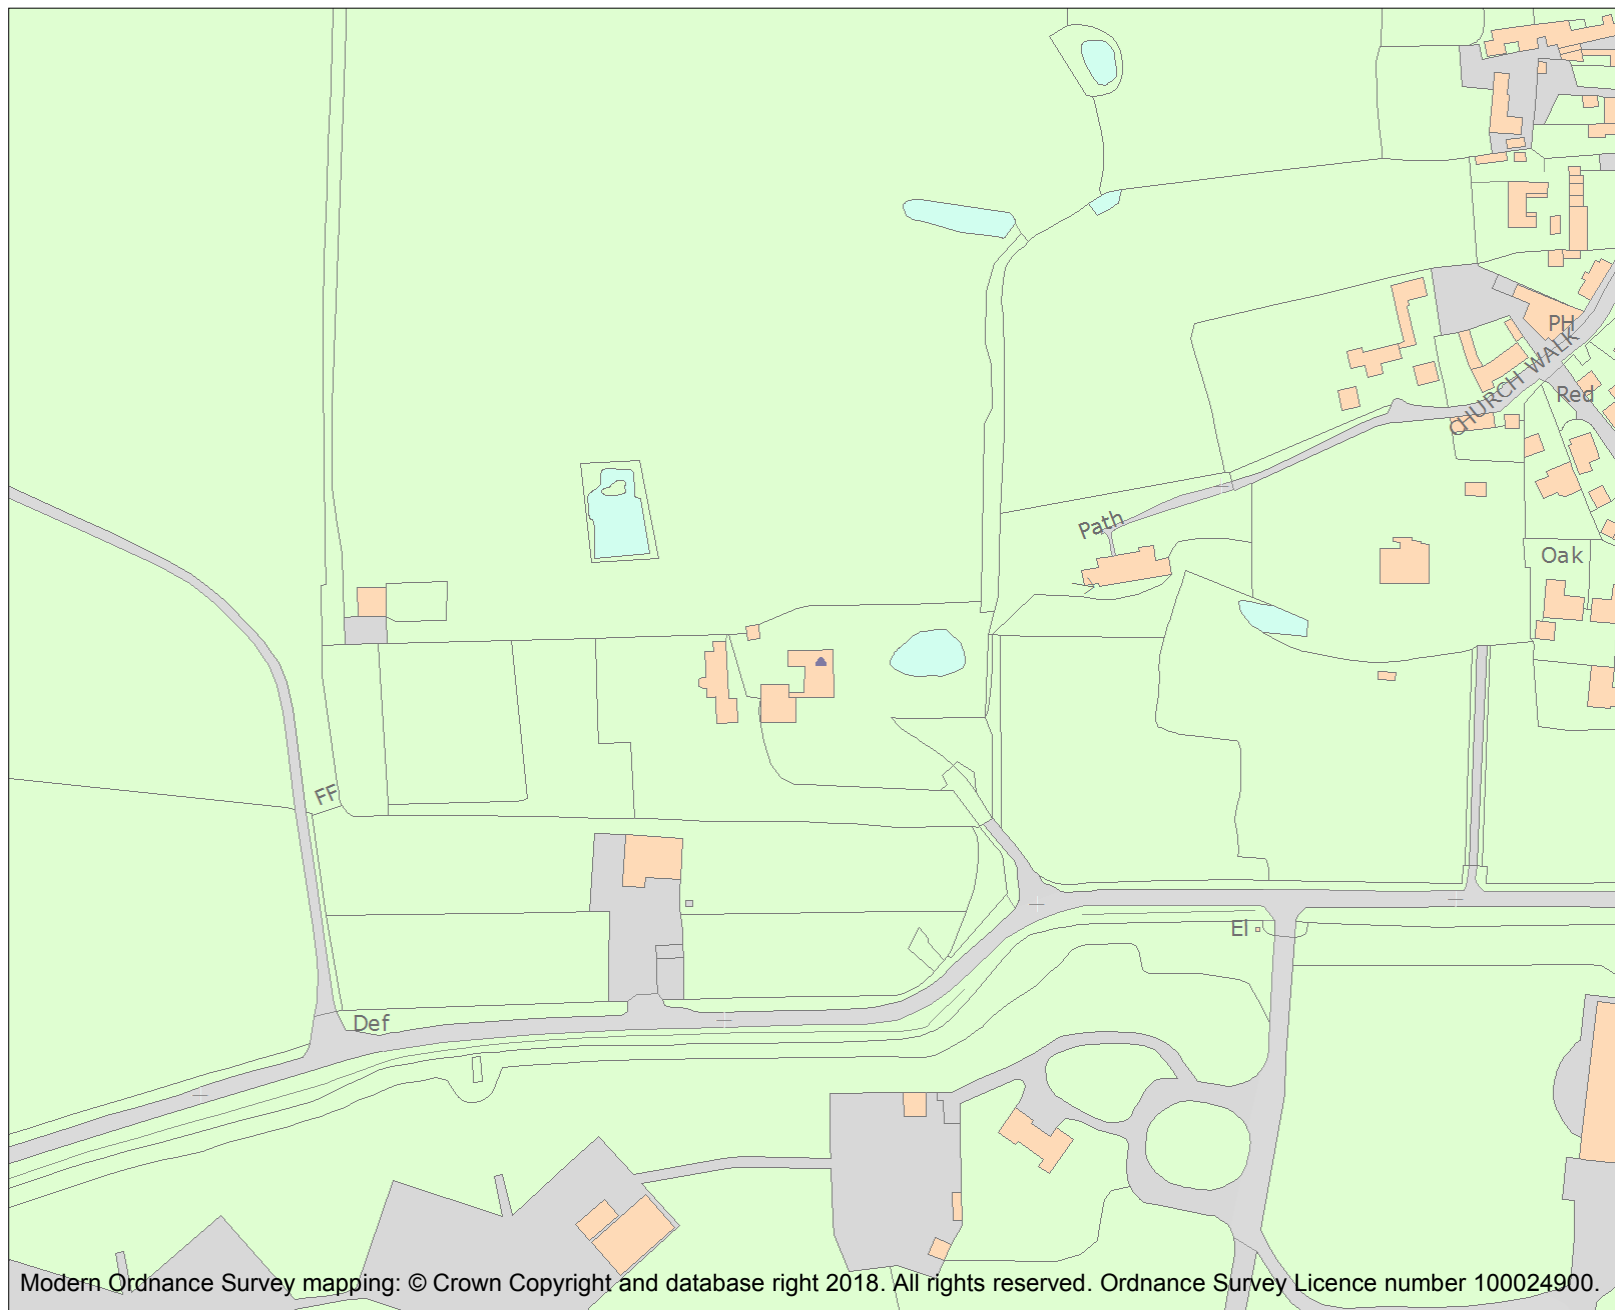 PH
CHURCH WALK
Red
Path
Oak
FF
El
Def
Modern Ordnance Survey mapping: © Crown Copyright and database right 2018. All rights reserved. Ordnance Survey Licence number 100024900.